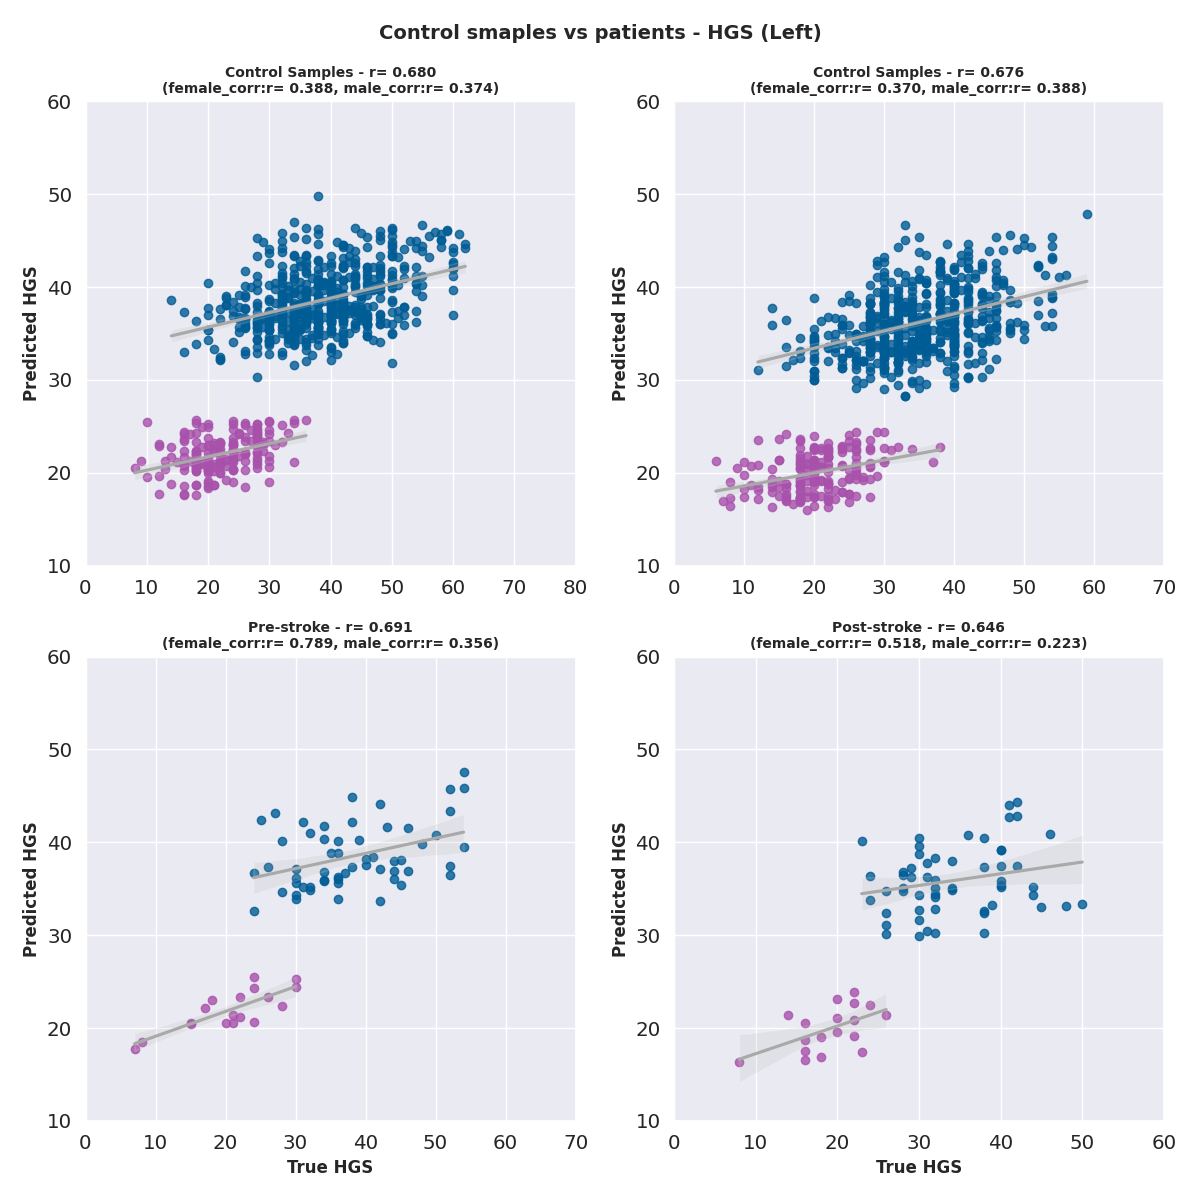 Control smaples vs patients - HGS (Left)
Control Samples - r= 0.680
(female_corr:r= 0.388, male_corr:r= 0.374)
60
50
40
30
20
10
Predicted HGS
0 10 20 30 40 50 60 70 80
Control Samples - r= 0.676
(female_corr:r= 0.370, male_corr:r= 0.388)
60
50
40
30
20
10
Predicted HGS
0 10 20 30 40 50 60 70
Pre-stroke - r= 0.691
(female_corr:r= 0.789, male_corr:r= 0.356)
60
50
40
30
20
10
Predicted HGS
0 10 20 30 40 50 60 70
True HGS
Post-stroke - r= 0.646
(female_corr:r= 0.518, male_corr:r= 0.223)
60
50
40
30
20
10
Predicted HGS
0 10 20 30 40 50 60
True HGS